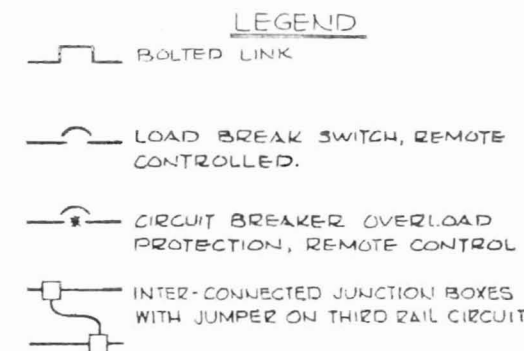 LEGEND
BOLTED LINK
LOAD BREAK SWITCH, REMOTE
CONTROLLED.
CIRCUIT BREAKER OVERLOAD
PROTECTION, REMOTE CONTROL
INTER-CONNECTED JUNCTION BOXES
WITH JUMPER ON THIRD RAIL CIRCUIT